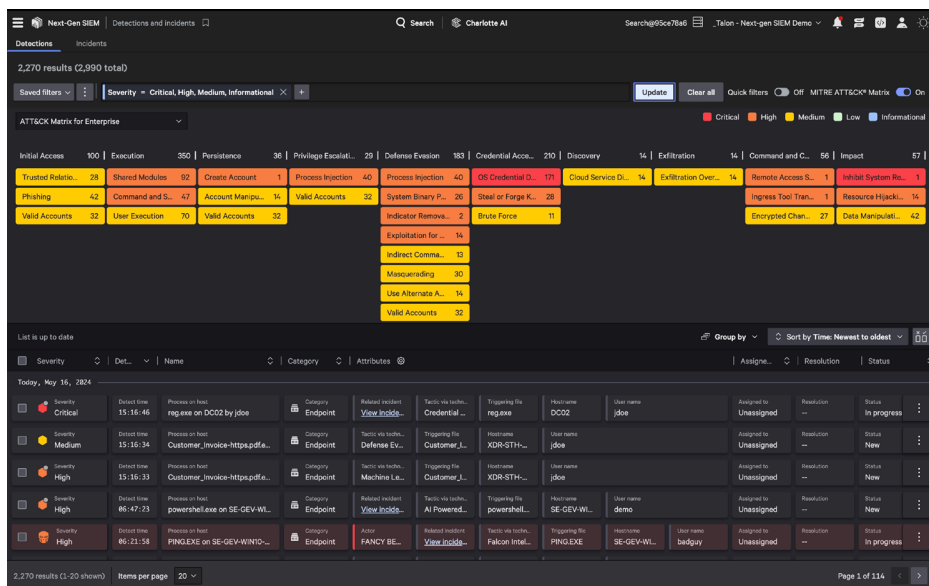 Next-Gen SIEM | Detections and incidents Search Charlotte AI Search@95ce78a6 _Talon - Next-gen SIEM Demo
Detections Incidents
2,270 results (2,990 total)
Saved filters Severity = Critical, High, Medium, Informational × + Update Clear all Quick filters Off MITRE ATT&CK® Matrix On
ATT&CK Matrix for Enterprise Critical High Medium Low Informational
Initial Access 100 Execution 350 Persistence 36 Privilege Escalati... 29 Defense Evasion 183 Credential Acce... 210 Discovery 14 Exfiltration 14 Command and C... 56 Impact 57
Trusted Relatio... 28 Shared Modules 92 Create Account 1 Process Injection 40 Process Injection 40 OS Credential D... 171 Cloud Service Di... 14 Exfiltration Over... 14 Remote Access S... 1 Inhibit System Re... 1
Phishing 42 Command and S... 47 Account Manipu... 14 Valid Accounts 32 System Binary P... 26 Steal or Forge K... 28 Ingress Tool Tran... 1 Resource Hijacki... 14
Valid Accounts 32 User Execution 70 Valid Accounts 32 Indicator Remova... 2 Brute Force 11 Encrypted Chan... 27 Data Manipulati... 42
Exploitation for ... 14
Indirect Comma... 13
Masquerading 30
Use Alternate A... 14
Valid Accounts 32
List is up to date Group by Sort by Time: Newest to oldest
Severity Det... Name Category Attributes Assigne... Resolution Status
Today, May 16, 2024
Severity Detect time Process on host Category Related incident Tactic via techn... Triggering file Hostname User name Assigned to Resolution Status
Critical 15:16:46 reg.exe on DC02 by jdoe Endpoint View incide... Credential ... reg.exe DC02 jdoe Unassigned -- In progress
Severity Detect time Process on host Category Tactic via techn... Triggering file Hostname User name Assigned to Resolution Status
Medium 15:16:34 Customer_Invoice-https.pdf.e... Endpoint Defense Ev... Customer_I... XDR-STH-... jdoe Unassigned -- New
Severity Detect time Process on host Category Tactic via techn... Triggering file Hostname User name Assigned to Resolution Status
High 15:16:33 Customer_Invoice-https.pdf.e... Endpoint Machine Le... Customer_I... XDR-STH-... jdoe Unassigned -- New
Severity Detect time Process on host Category Related incident Tactic via techn... Triggering file Hostname User name Assigned to Resolution Status
High 06:47:23 powershell.exe on SE-GEV-WI... Endpoint View incide... AI Powered... powershell... SE-GEV-WI... demo Unassigned -- New
Severity Detect time Process on host Category Actor Related incident Tactic via techn... Triggering file Hostname User name Assigned to Resolution Status
High 06:21:58 PING.EXE on SE-GEV-WIN10-... Endpoint FANCY BE... View incide... Falcon Intel... PING.EXE SE-GEV-WI... badguy Unassigned -- In progress
2,270 results (1-20 shown) Items per page 20 Page 1 of 114